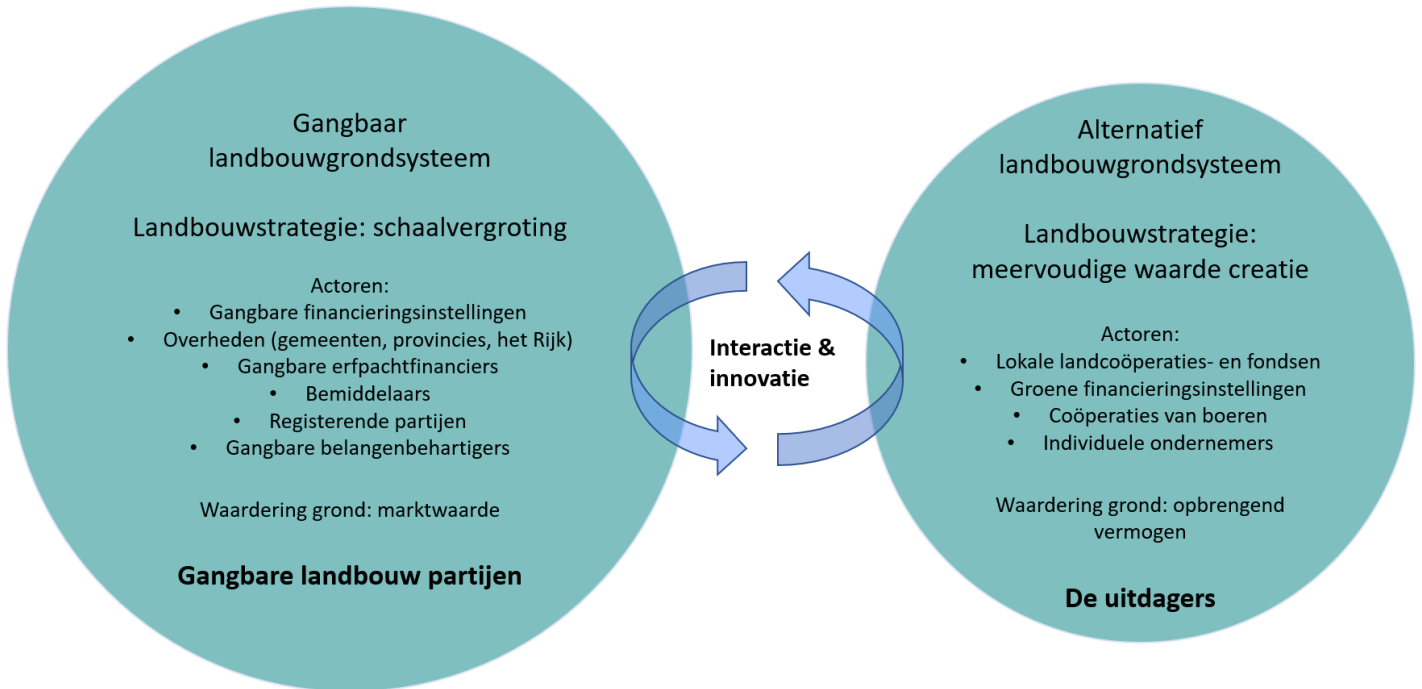 Gangbaar
landbouwgrondsysteem
Landbouwstrategie: schaalvergroting
Actoren:
• Gangbare financieringsinstellingen
• Overheden (gemeenten, provincies, het Rijk)
• Gangbare erfpachtfinanciers
• Bemiddelaars
• Registerende partijen
• Gangbare belangenbehartigers
Waardering grond: marktwaarde
Gangbare landbouw partijen
Interactie &
innovatie
Alternatief
landbouwgrondsysteem
Landbouwstrategie:
meervoudige waarde creatie
Actoren:
• Lokale landcoöperaties- en fondsen
• Groene financieringsinstellingen
• Coöperaties van boeren
• Individuele ondernemers
Waardering grond: opbrengend
vermogen
De uitdagers